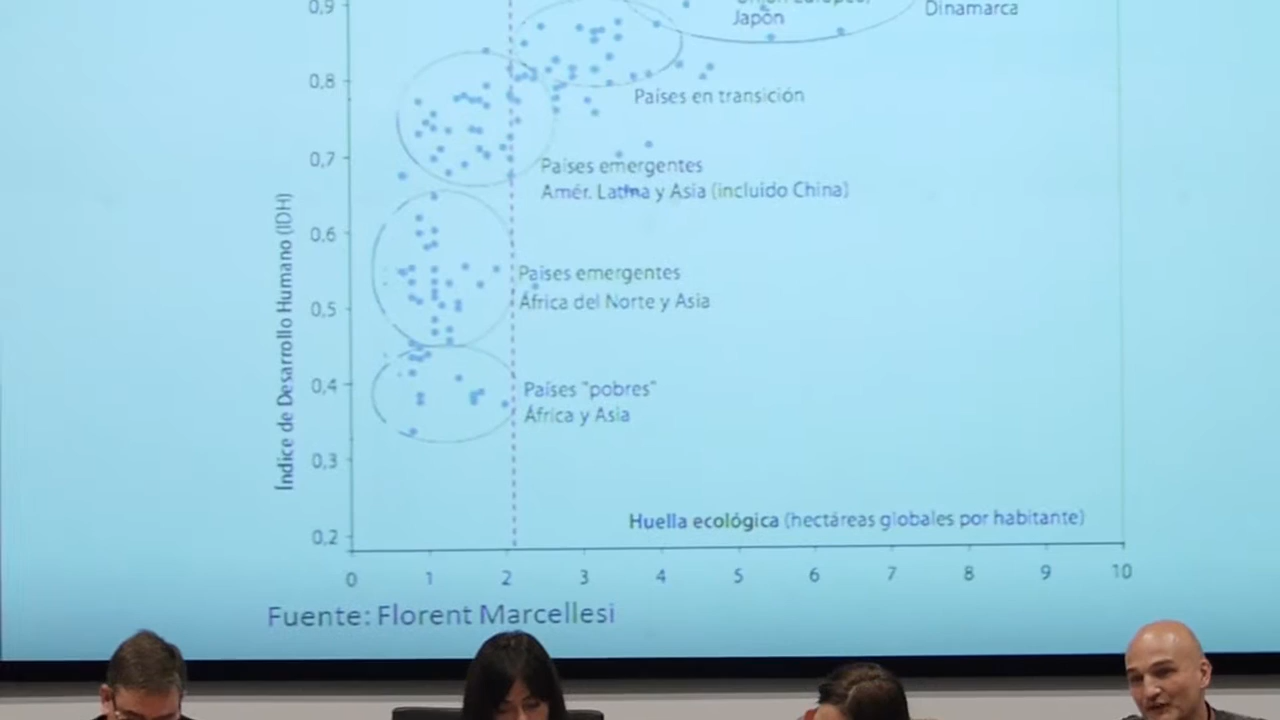 0,9
Unión Europea,
Japón
Dinamarca
0,8
Países en transición
0,7
Países emergentes
Amér. Latina y Asia (incluido China)
0,6
Países emergentes
África del Norte y Asia
0,5
0,4
Países "pobres"
África y Asia
0,3
0,2
Índice de Desarrollo Humano (IDH)
Huella ecológica (hectáreas globales por habitante)
0 1 2 3 4 5 6 7 8 9 10
Fuente: Florent Marcellesi